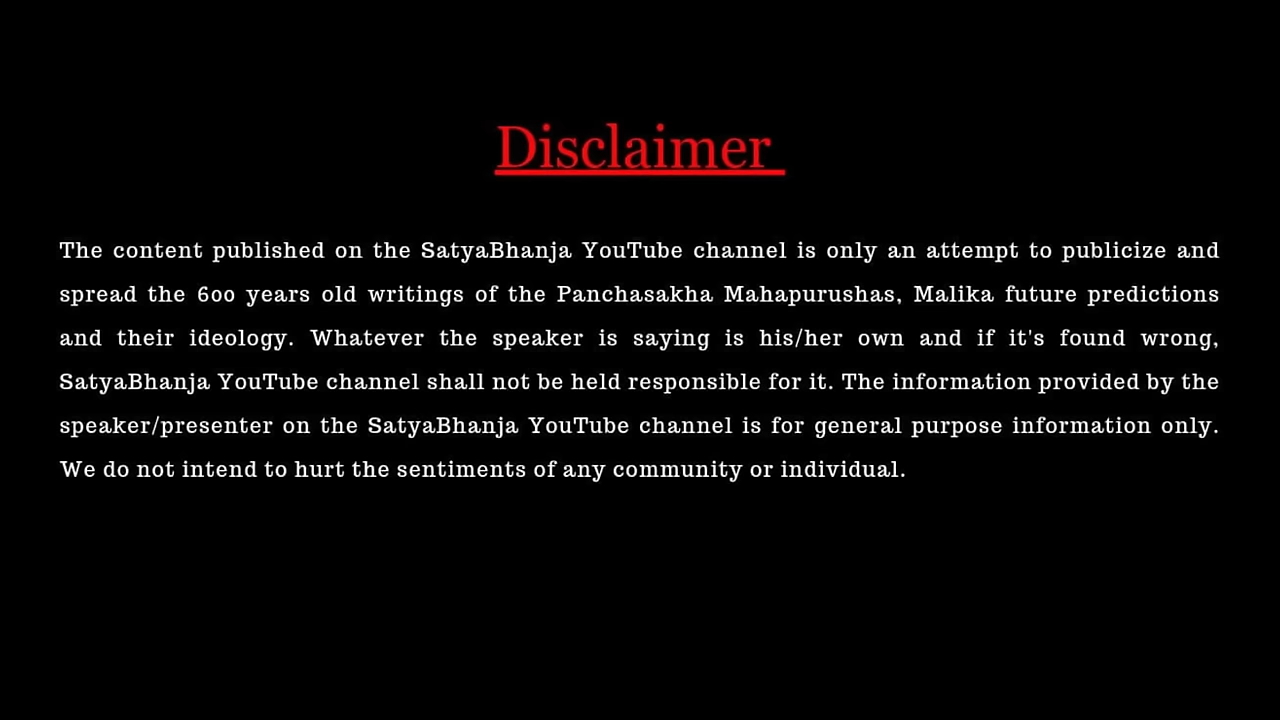 Disclaimer
The content published on the SatyaBhanja YouTube channel is only an attempt to publicize and
spread the 600 years old writings of the Panchasakha Mahapurushas, Malika future predictions
and their ideology. Whatever the speaker is saying is his/her own and if it's found wrong,
SatyaBhanja YouTube channel shall not be held responsible for it. The information provided by the
speaker/presenter on the SatyaBhanja YouTube channel is for general purpose information only.
We do not intend to hurt the sentiments of any community or individual.